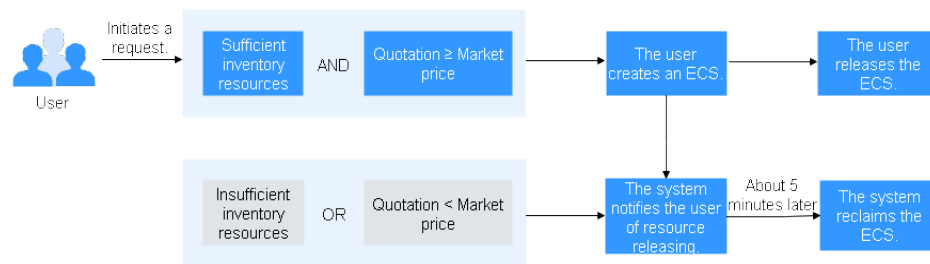 Initiates a
request.
User
Sufficient
inventory
resources
AND
Quotation ≥ Market
price
The user
creates an ECS.
The user
releases the
ECS.
Insufficient
inventory
resources
OR
Quotation < Market
price
The system
notifies the user
of resource
releasing.
About 5
minutes later
The system
reclaims the
ECS.